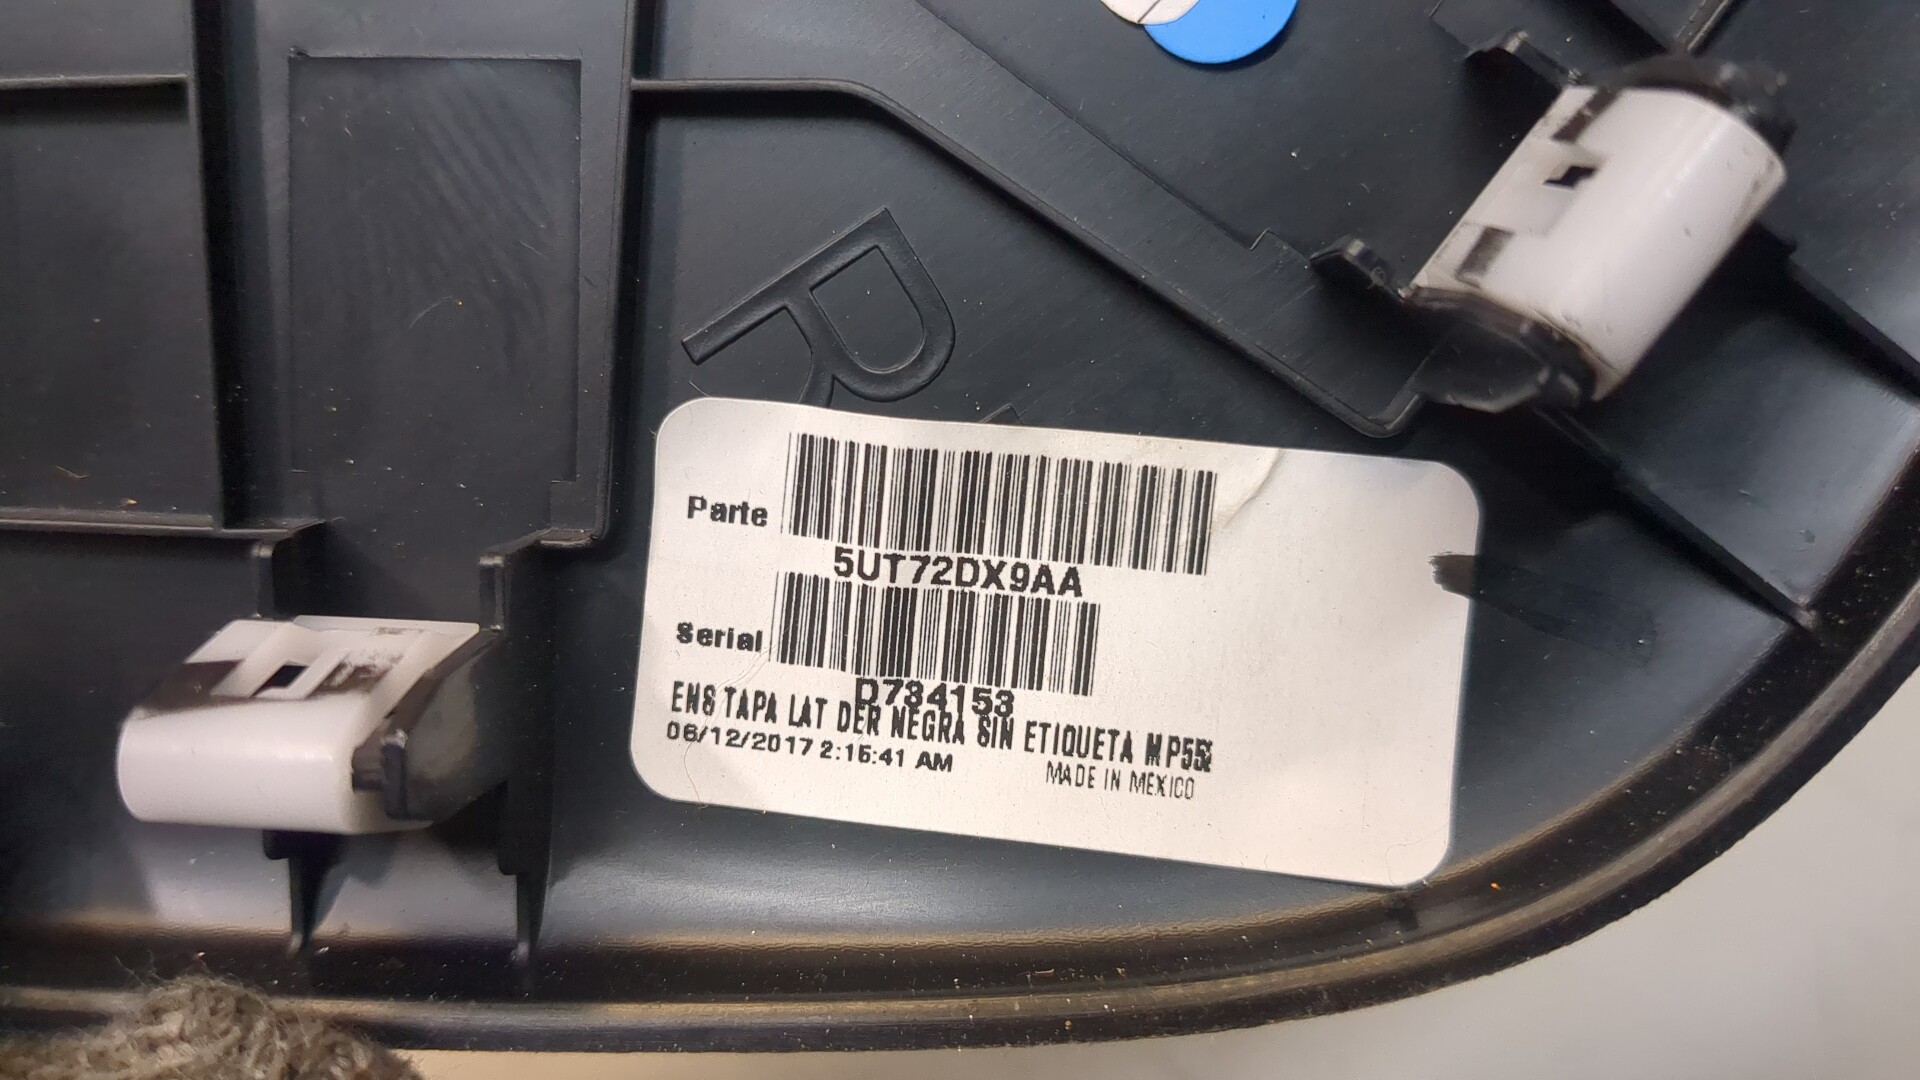 R
Parte
5UT72DX9AA
Serial
D734153
ENS TAPA LAT DER NEGRA SIN ETIQUETA MP552
06/12/2017 2:15:41 AM
MADE IN MEXICO